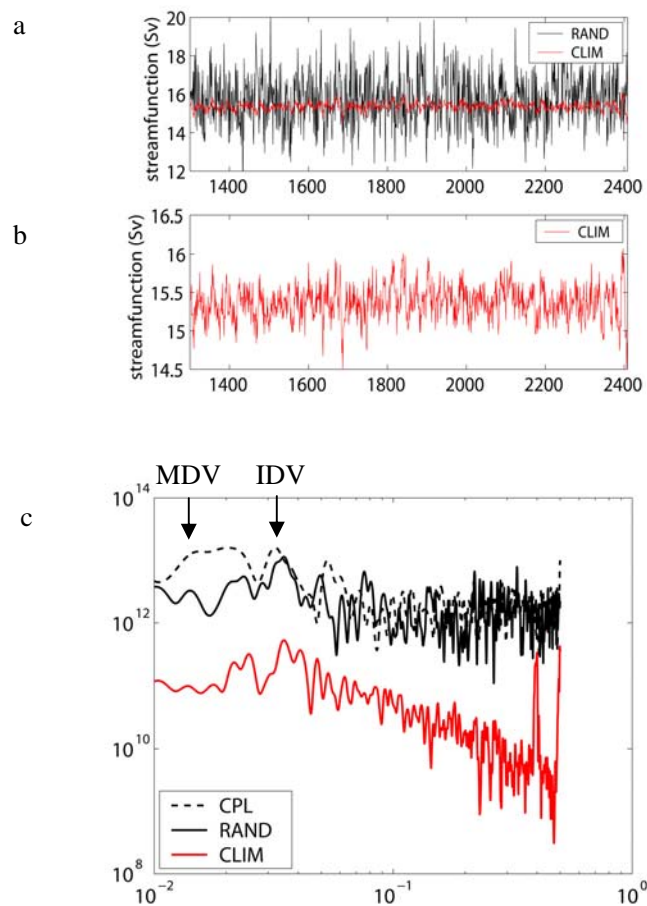 a
streamfunction (Sv)
20
18
16
14
12
RAND
CLIM
1400 1600 1800 2000 2200 2400
b
streamfunction (Sv)
16.5
16
15.5
15
14.5
CLIM
1400 1600 1800 2000 2200 2400
MDV IDV
c
10^14
10^12
10^10
10^8
CPL
RAND
CLIM
10^-2 10^-1 10^0